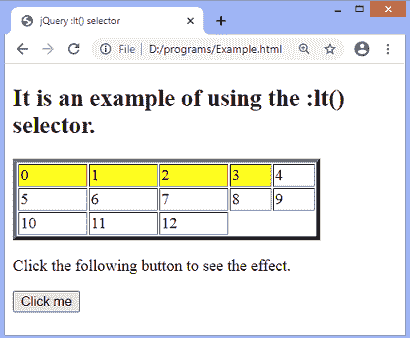 jQuery :lt() selector
File | D:/programs/Example.html
It is an example of using the :lt()
selector.
0 1 2 3 4
5 6 7 8 9
10 11 12
Click the following button to see the effect.
Click me